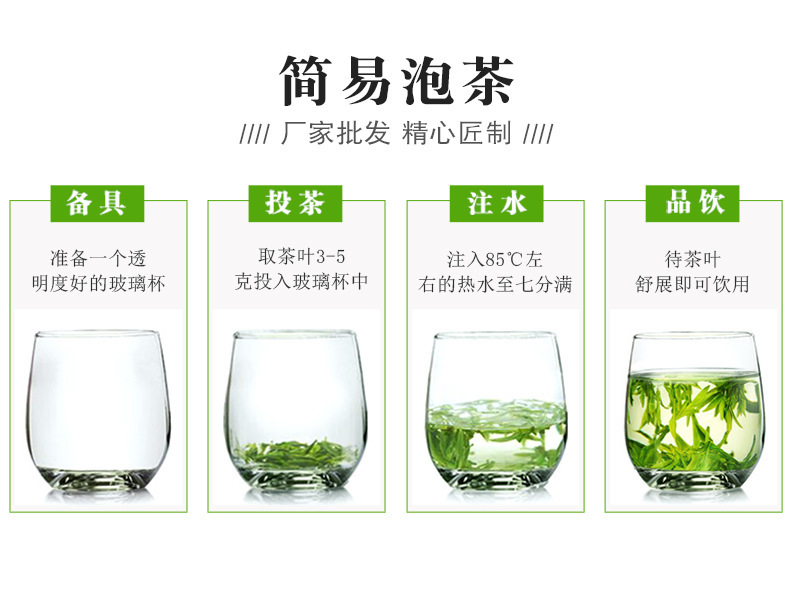 简易泡茶
//// 厂家批发 精心匠制 ////
备具
准备一个透
明度好的玻璃杯
投茶
取茶叶3-5
克投入玻璃杯中
注水
注入85℃左
右的热水至七分满
品饮
待茶叶
舒展即可饮用